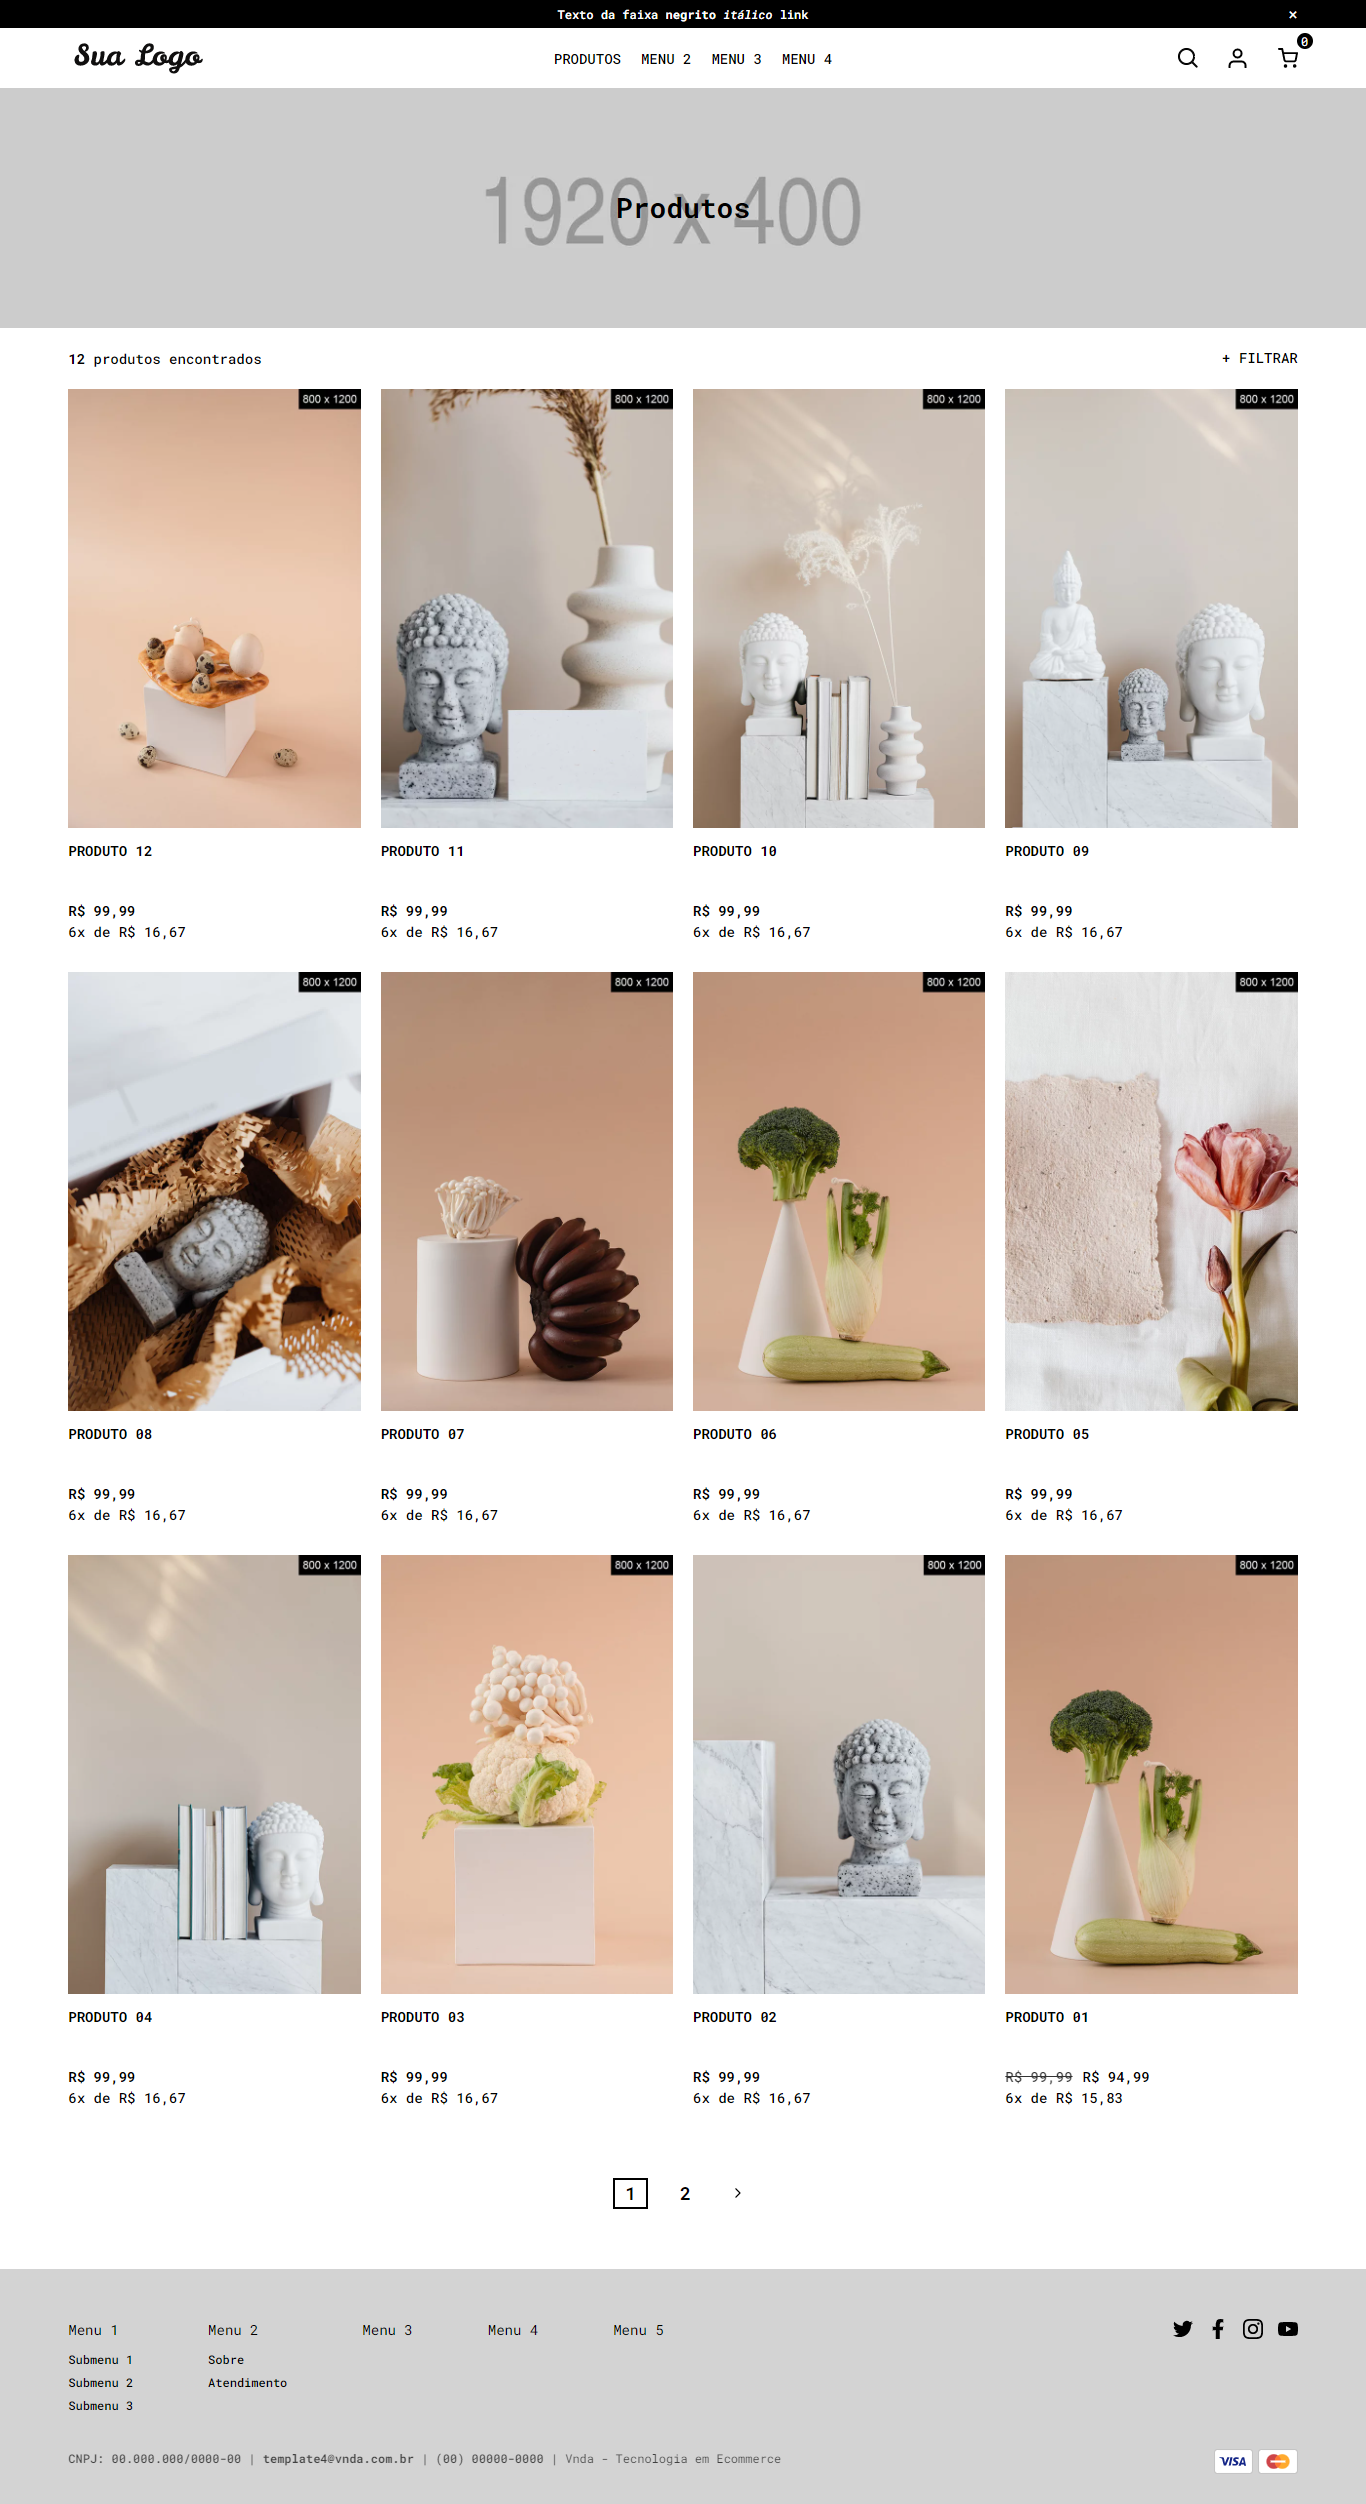 Texto da faixa negrito itálico link ×
Sua Logo PRODUTOS MENU 2 MENU 3 MENU 4 0
1920 x 400
Produtos
12 produtos encontrados + FILTRAR
800 x 1200 800 x 1200 800 x 1200 800 x 1200
PRODUTO 12 PRODUTO 11 PRODUTO 10 PRODUTO 09
R$ 99,99 R$ 99,99 R$ 99,99 R$ 99,99
6x de R$ 16,67 6x de R$ 16,67 6x de R$ 16,67 6x de R$ 16,67
800 x 1200 800 x 1200 800 x 1200 800 x 1200
PRODUTO 08 PRODUTO 07 PRODUTO 06 PRODUTO 05
R$ 99,99 R$ 99,99 R$ 99,99 R$ 99,99
6x de R$ 16,67 6x de R$ 16,67 6x de R$ 16,67 6x de R$ 16,67
800 x 1200 800 x 1200 800 x 1200 800 x 1200
PRODUTO 04 PRODUTO 03 PRODUTO 02 PRODUTO 01
R$ 99,99 R$ 99,99 R$ 99,99 R$ 99,99 R$ 94,99
6x de R$ 16,67 6x de R$ 16,67 6x de R$ 16,67 6x de R$ 15,83
1 2 >
Menu 1 Menu 2 Menu 3 Menu 4 Menu 5
Submenu 1 Sobre
Submenu 2 Atendimento
Submenu 3
CNPJ: 00.000.000/0000-00 | template4@vnda.com.br | (00) 00000-0000 | Vnda - Tecnologia em Ecommerce VISA